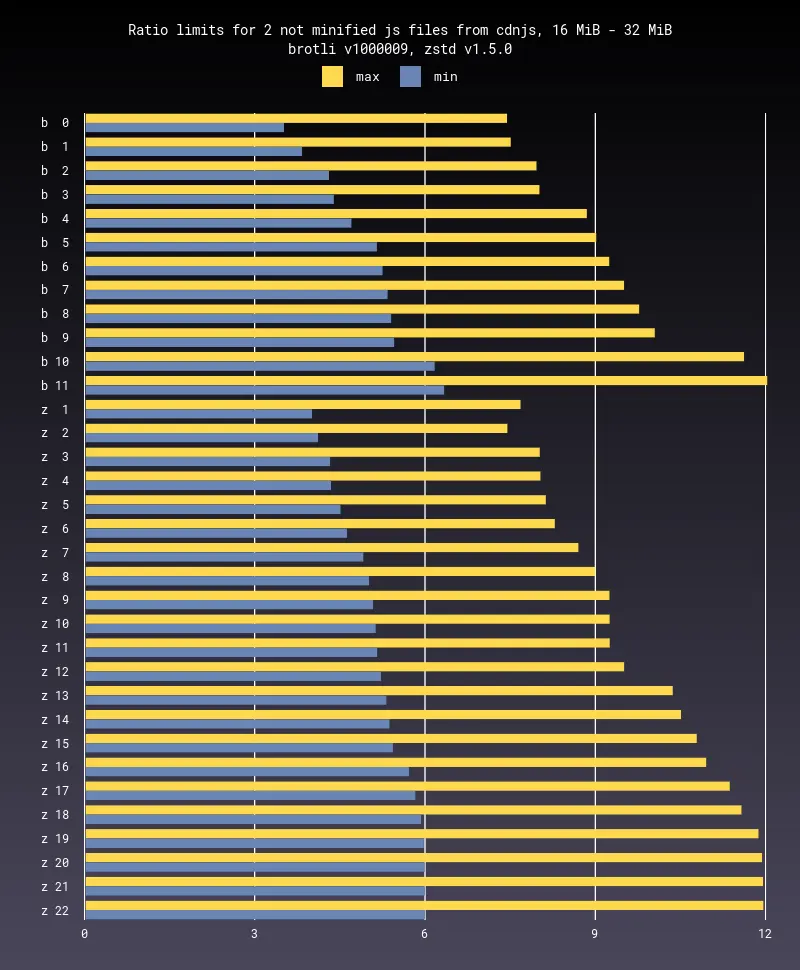 Ratio limits for 2 not minified js files from cdnjs, 16 MiB - 32 MiB
brotli v1000009, zstd v1.5.0
max min
b 0
b 1
b 2
b 3
b 4
b 5
b 6
b 7
b 8
b 9
b 10
b 11
z 1
z 2
z 3
z 4
z 5
z 6
z 7
z 8
z 9
z 10
z 11
z 12
z 13
z 14
z 15
z 16
z 17
z 18
z 19
z 20
z 21
z 22
0 3 6 9 12